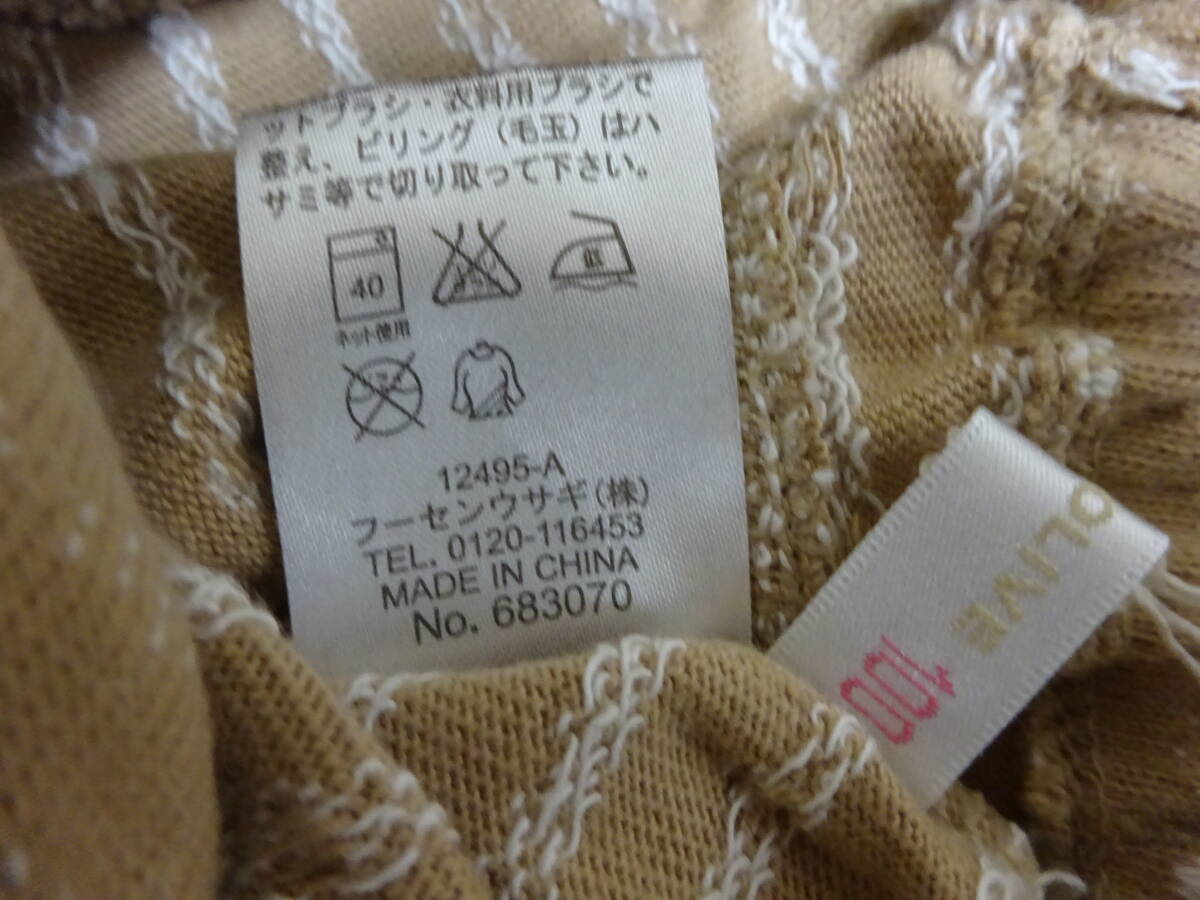 ットブラシ・衣料用ブラシで
整え、ピリング（毛玉）はハ
サミ等で切り取って下さい。
40
ネット使用
低
12495-A
フーセンウサギ(株)
TEL. 0120-116453
MADE IN CHINA
No. 683070
OLIVE
100